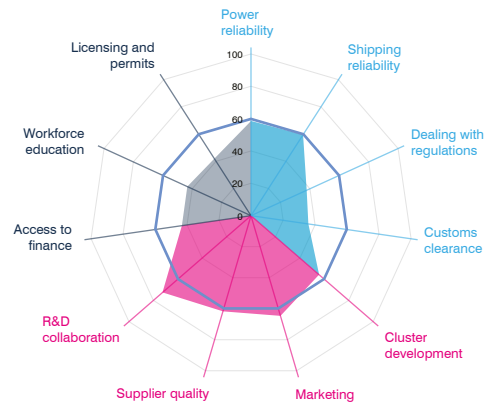 Power
reliability
Licensing and
permits
Shipping
reliability
100
80
60
40
20
0
Workforce
education
Dealing with
regulations
Access to
finance
Customs
clearance
R&D
collaboration
Cluster
development
Supplier quality
Marketing